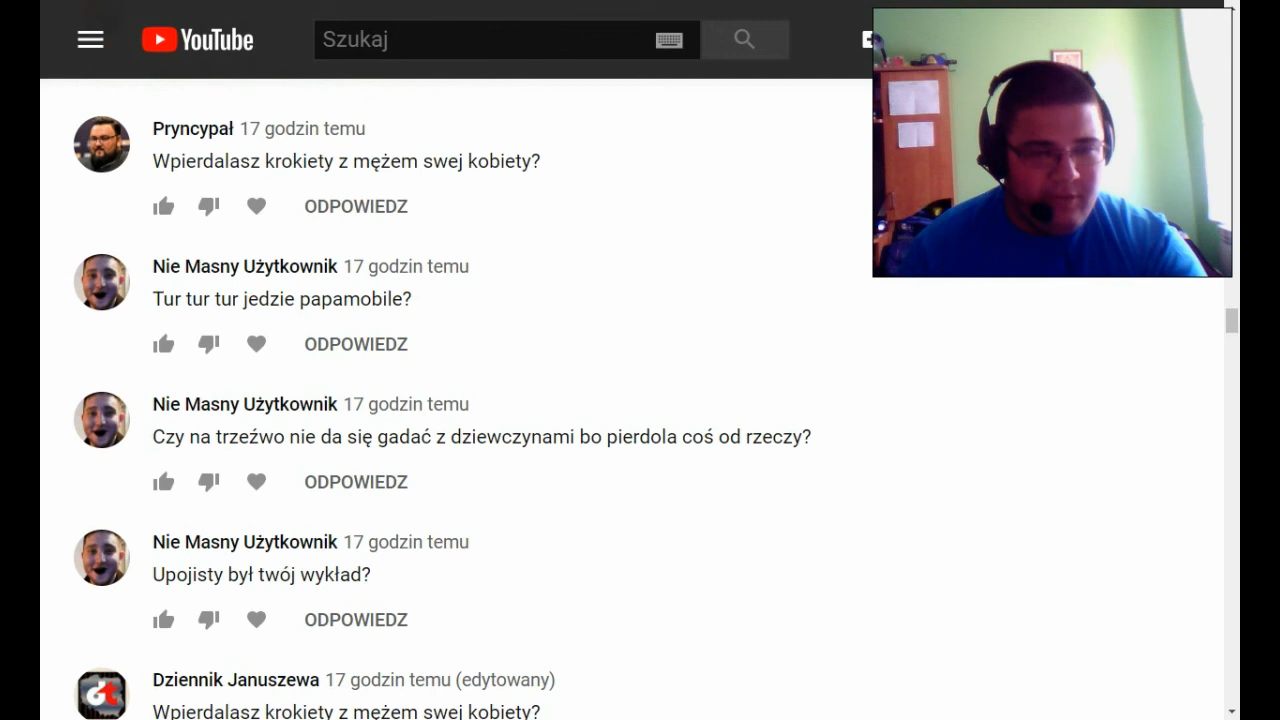 YouTube
Szukaj
Pryncypał 17 godzin temu
Wpierdalasz krokiety z mężem swej kobiety?
ODPOWIEDZ
Nie Masny Użytkownik 17 godzin temu
Tur tur tur jedzie papamobile?
ODPOWIEDZ
Nie Masny Użytkownik 17 godzin temu
Czy na trzeźwo nie da się gadać z dziewczynami bo pierdola coś od rzeczy?
ODPOWIEDZ
Nie Masny Użytkownik 17 godzin temu
Upojisty był twój wykład?
ODPOWIEDZ
Dziennik Januszewa 17 godzin temu (edytowany)
Wpierdalasz krokiety z mężem swej kobiety?